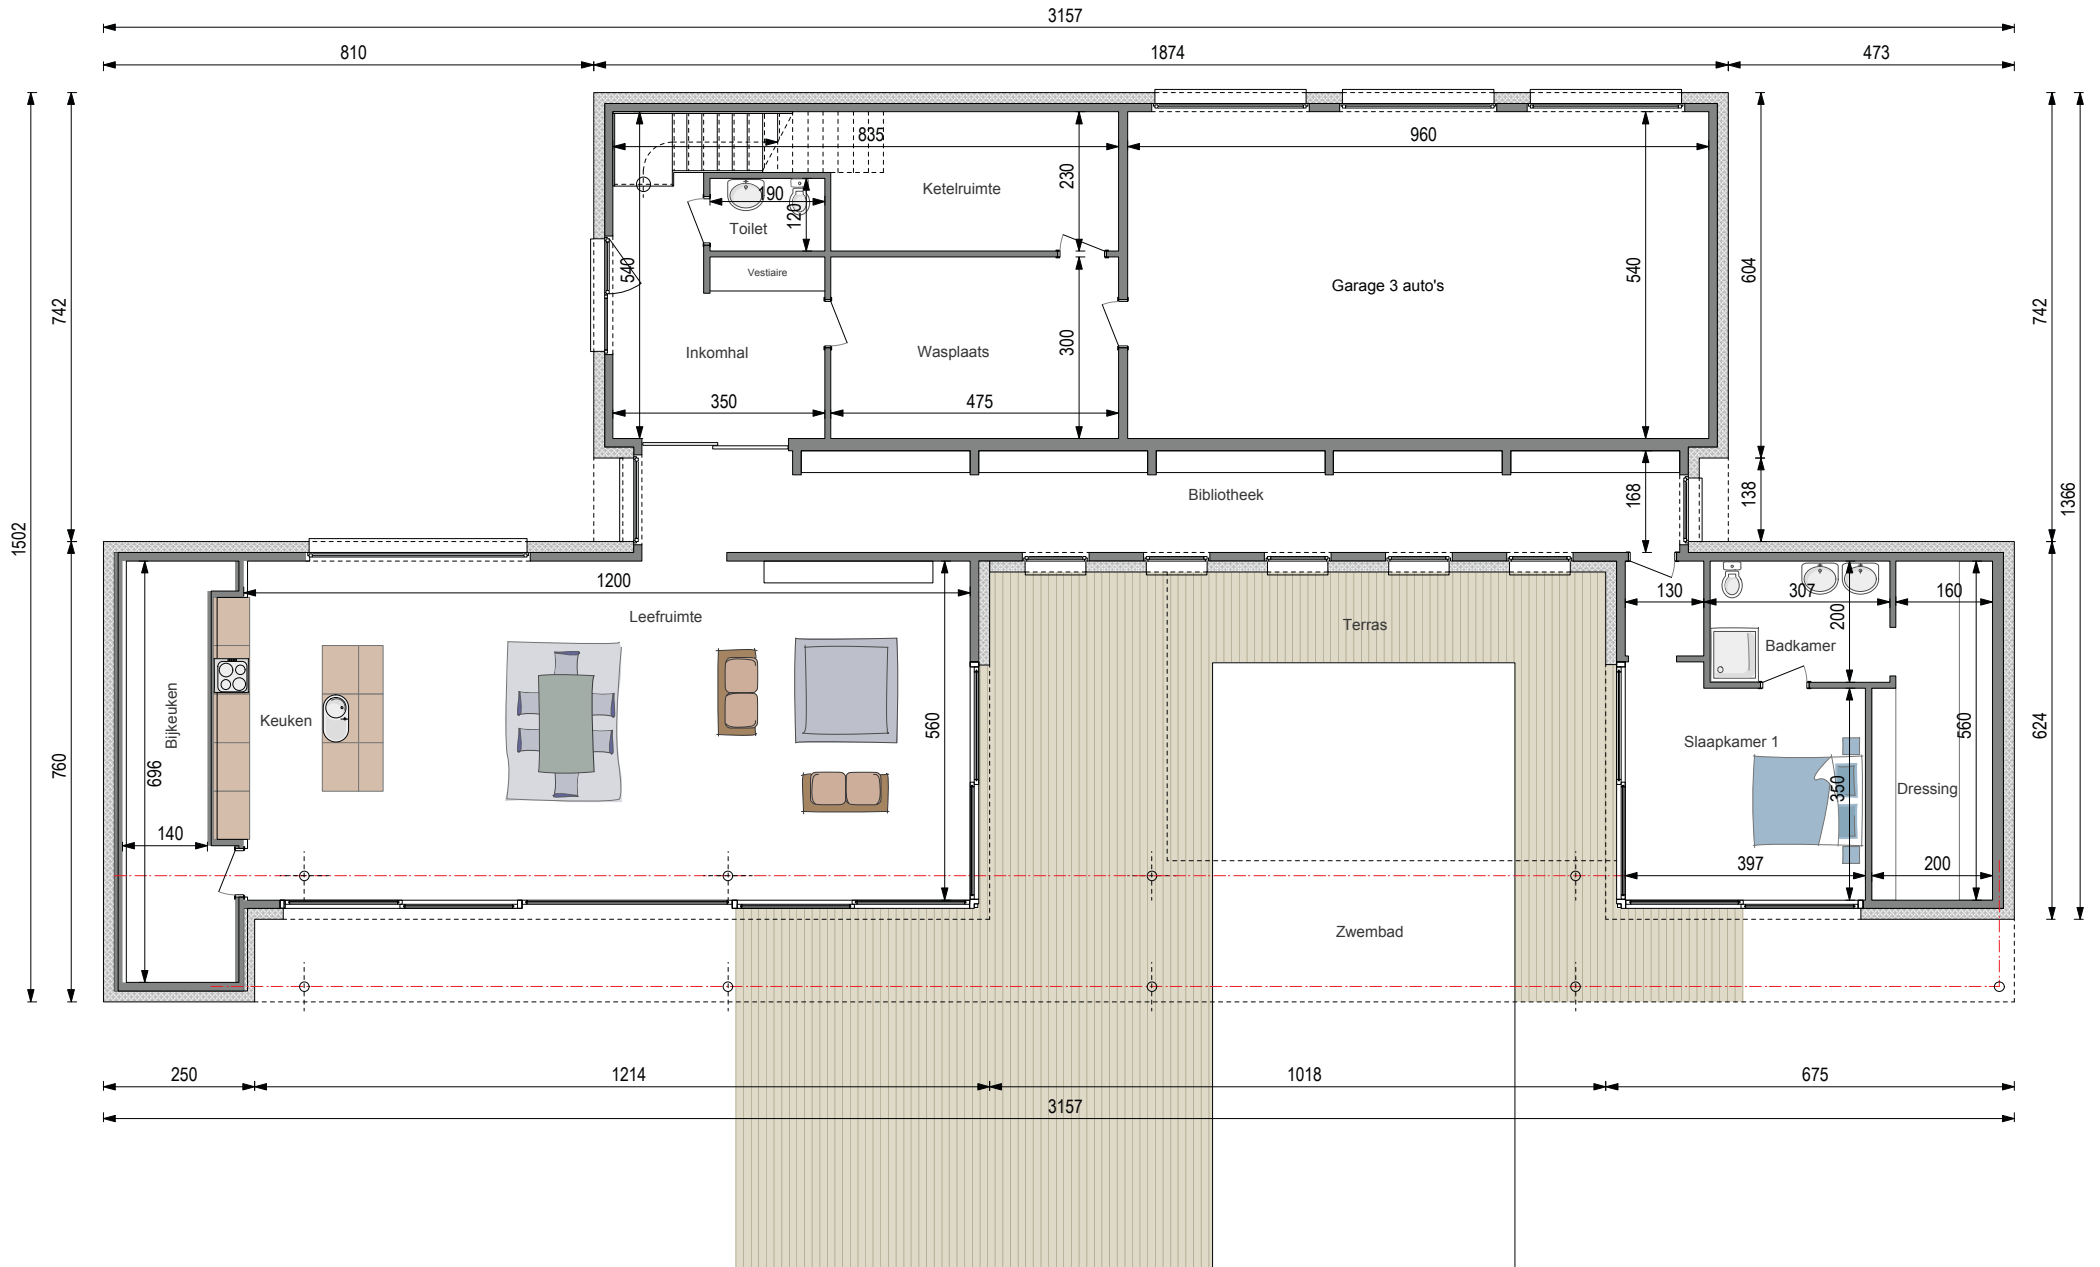 3157
810
1874
473
835
960
230
Ketelruimte
190
120
Toilet
Vestiaire
540
540
604
Garage 3 auto's
742
742
Inkomhal
Wasplaats
300
350
475
Bibliotheek
168
138
1502
1366
1200
Leefruimte
Terras
130
307
160
200
Badkamer
Bijkeuken
Keuken
560
Slaapkamer 1
560
624
760
696
350
Dressing
140
397
200
Zwembad
250
1214
1018
675
3157